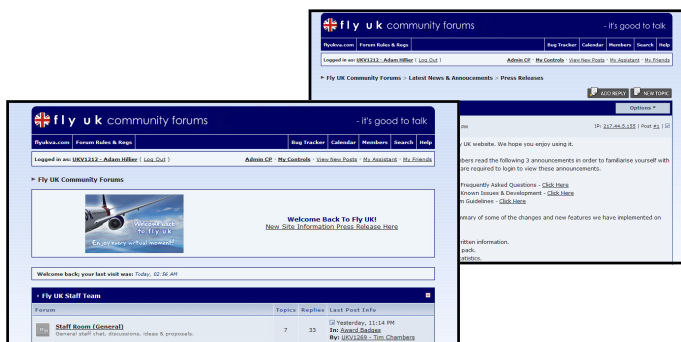 fly uk community forums
- it's good to talk
flyukva.com Forum Rules & Regs Bug Tracker Calendar Members Search Help
Logged in as: UKV1212 - Adam Hillier ( Log Out ) Admin CP · My Controls · View New Posts · My Assistant · My Friends
Fly UK Community Forums > Latest News & Annoucements > Press Releases
ADD REPLY NEW TOPIC
Options
IP: 217.44.5.155 | Post #1 |
UK website. We hope you enjoy using it.
bers read the following 3 announcements in order to familiarise yourself with
are required to login to view these announcements.
Frequently Asked Questions - Click Here
Known Issues & Development - Click Here
m Guidelines - Click Here
mmary of some of the changes and new features we have implemented on
ritten information.
pack.
tatistics.
fly uk community forums
- it's good to talk
flyukva.com Forum Rules & Regs Bug Tracker Calendar Members Search Help
Logged in as: UKV1212 - Adam Hillier ( Log Out ) Admin CP · My Controls · View New Posts · My Assistant · My Friends
Fly UK Community Forums
Welcome back
to fly uk
Enjoy every virtual moment!
Welcome Back To Fly UK!
New Site Information Press Release Here
Welcome back; your last visit was: Today, 02:56 AM
Fly UK Staff Team
Forum Topics Replies Last Post Info
Staff Room (General)
General staff chat, discussions, ideas & proposals.
7 33
Yesterday, 11:14 PM
In: Award Badges
By: UKV1269 - Tim Chambers